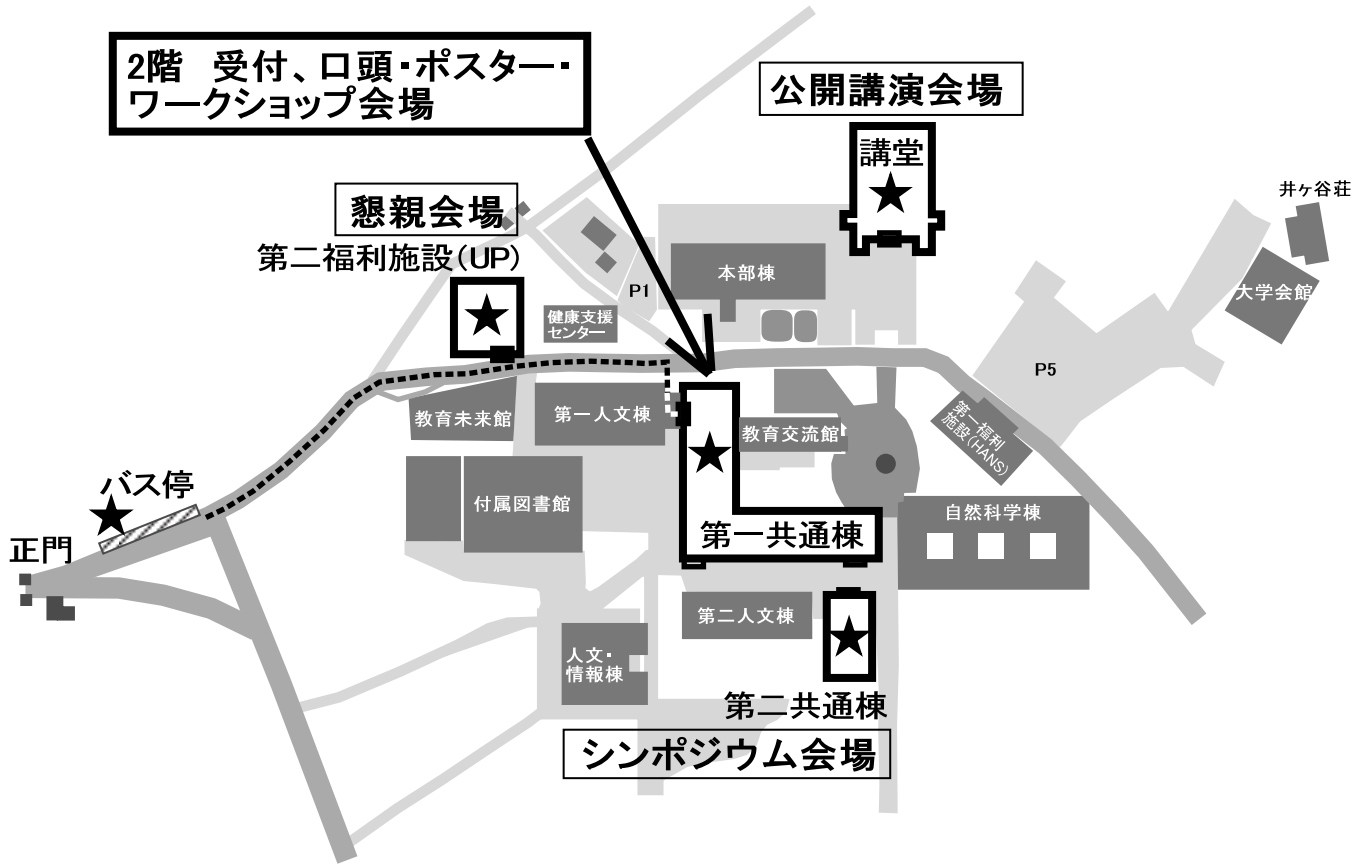 2階　受付、口頭・ポスター・
ワークショップ会場
公開講演会場
講堂
井ヶ谷荘
懇親会場
第二福利施設(UP)
本部棟
P1
大学会館
健康支援
センター
P5
教育未来館
第一人文棟
教育交流館
第一福利
施設(HANS)
バス停
付属図書館
第一共通棟
自然科学棟
正門
第二人文棟
人文・
情報棟
第二共通棟
シンポジウム会場